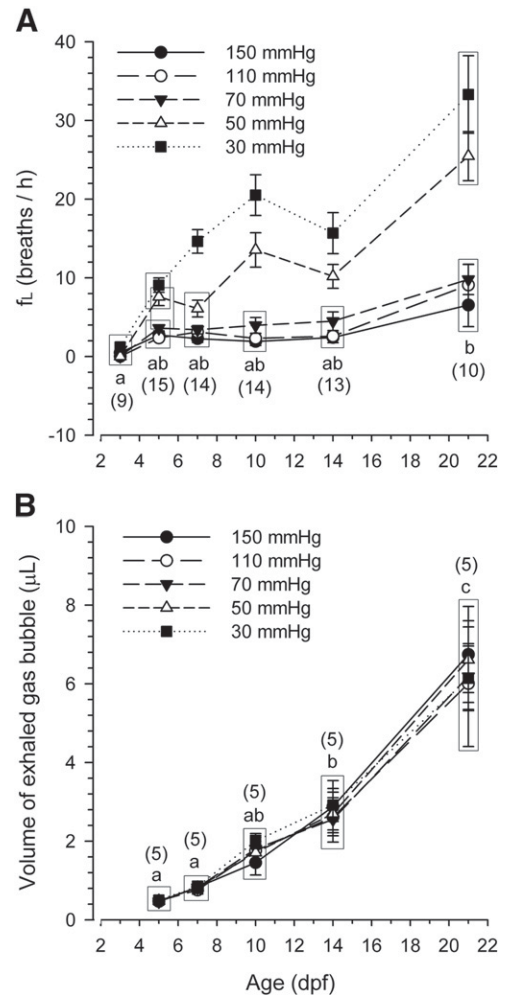 A
40
30
20
10
0
-10
fL (breaths / h)
150 mmHg
110 mmHg
70 mmHg
50 mmHg
30 mmHg
a
(9)
ab
(15)
ab
(14)
ab
(14)
ab
(13)
b
(10)
2 4 6 8 10 12 14 16 18 20 22
B
10
8
6
4
2
0
Volume of exhaled gas bubble (μL)
150 mmHg
110 mmHg
70 mmHg
50 mmHg
30 mmHg
(5)
a
(5)
a
(5)
ab
(5)
b
(5)
c
2 4 6 8 10 12 14 16 18 20 22
Age (dpf)